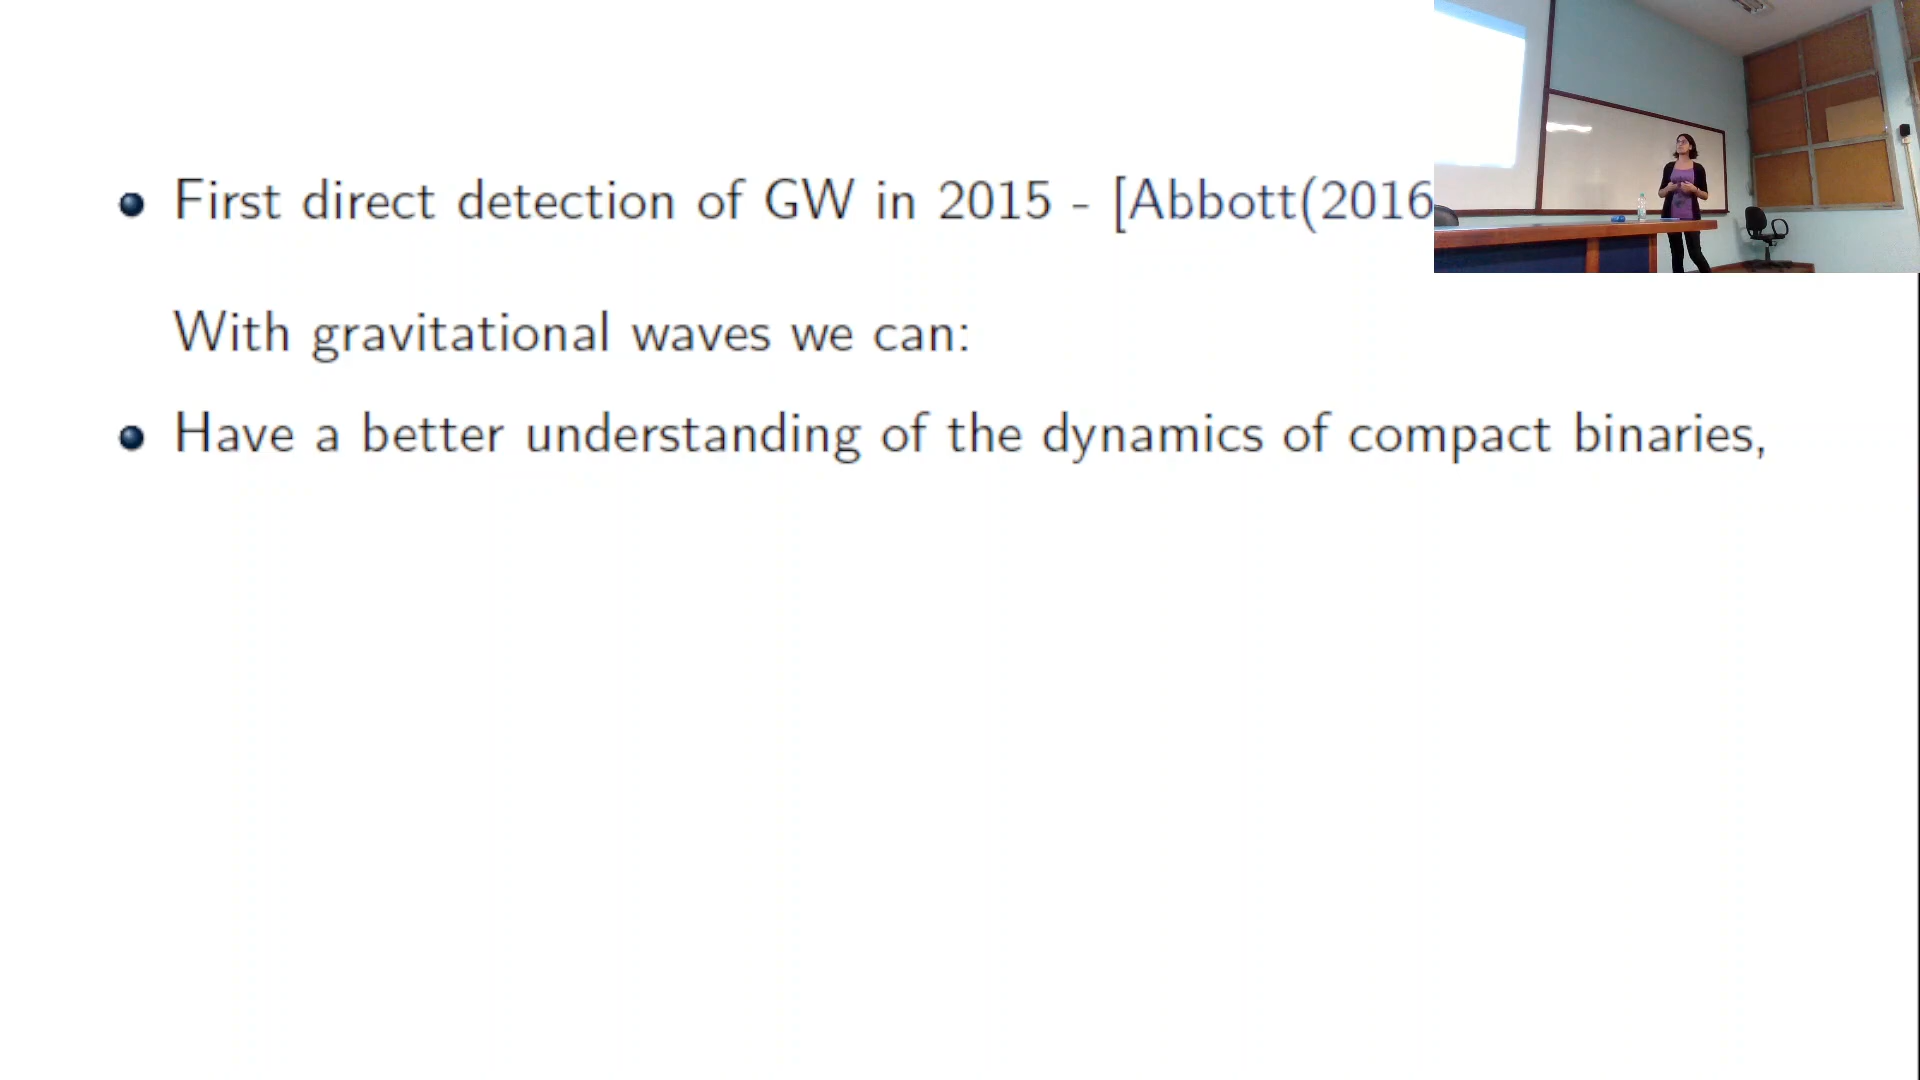 First direct detection of GW in 2015 - [Abbott(2016
With gravitational waves we can:
Have a better understanding of the dynamics of compact binaries,